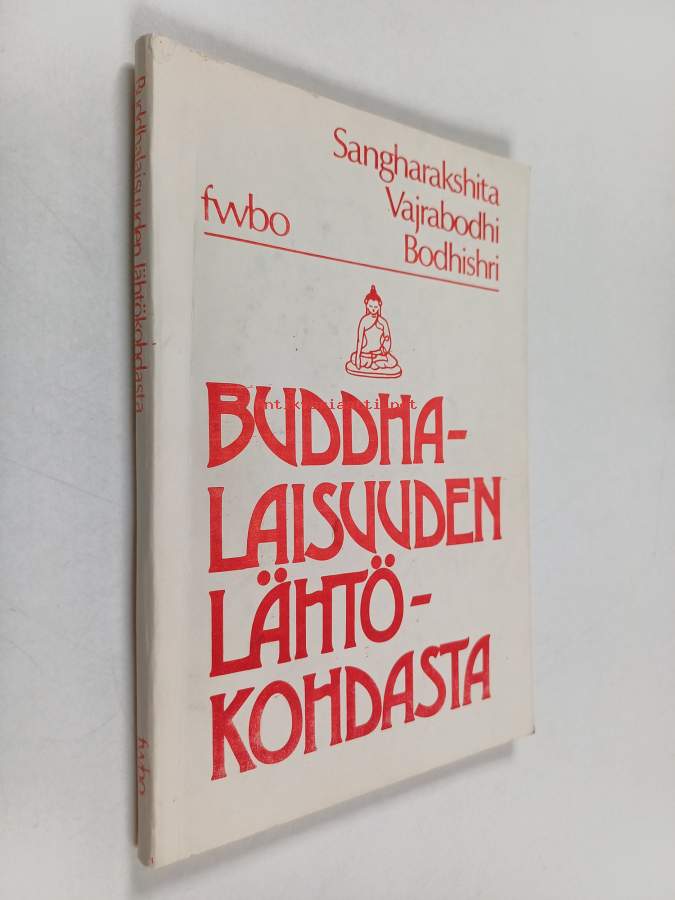 Sangharakshita
Vajrabodhi
Bodhishri
fwbo
BUDDHA-
LAISUUDEN
LÄHTÖ-
KOHDASTA
Buddhalaisuuden lähtökohdasta
fwbo